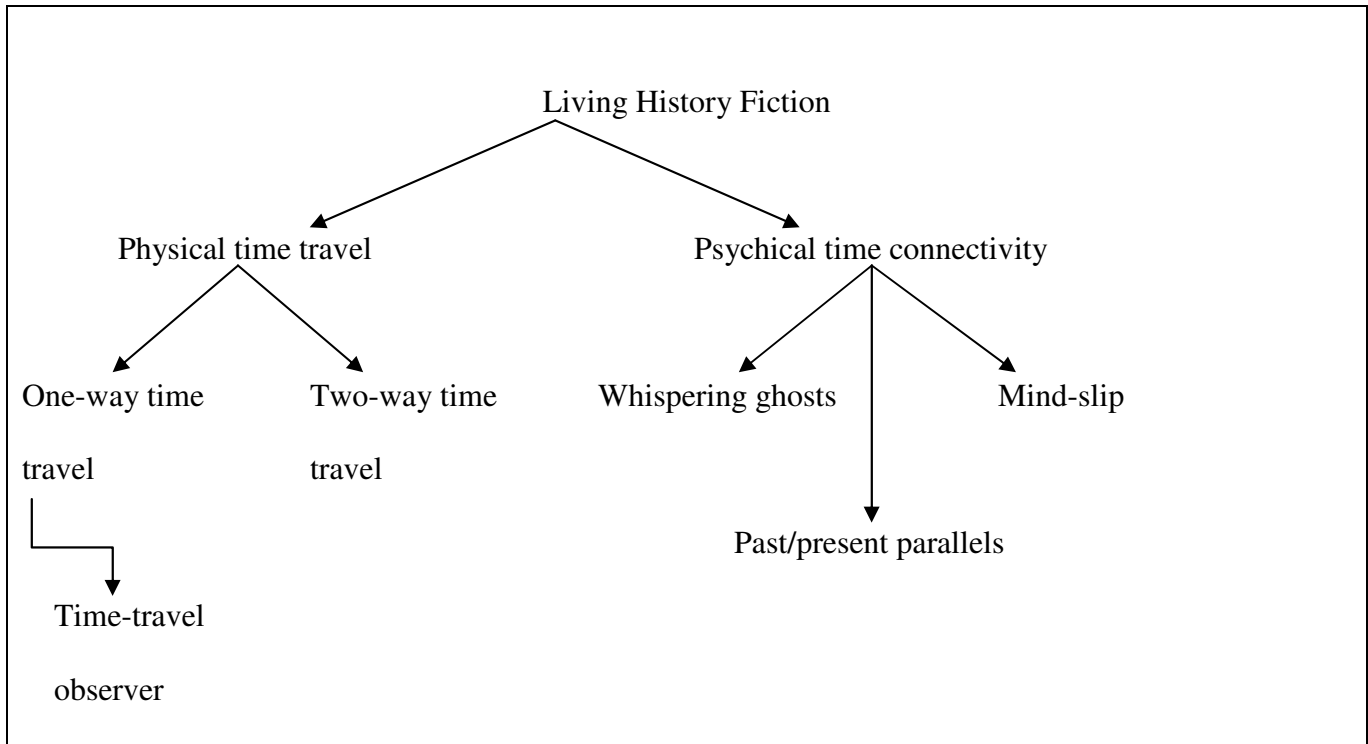 Living History Fiction
Physical time travel
Psychical time connectivity
One-way time
travel
Two-way time
travel
Whispering ghosts
Mind-slip
Past/present parallels
Time-travel
observer